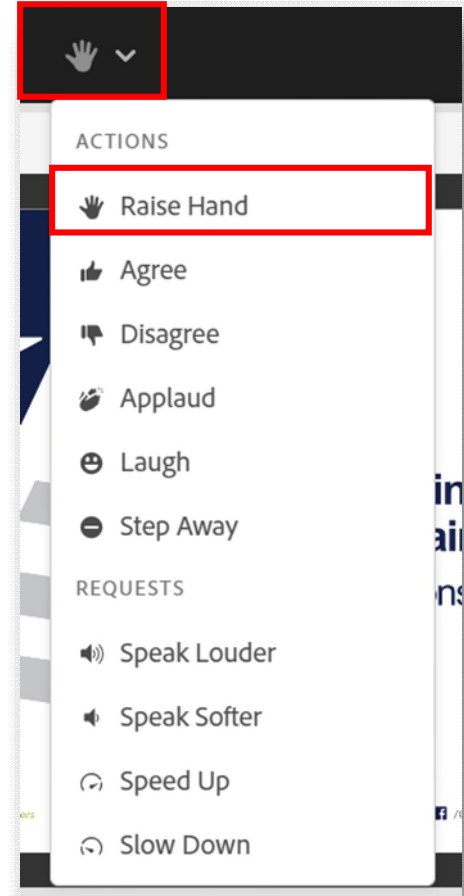 ACTIONS
Raise Hand
Agree
Disagree
Applaud
Laugh
Step Away
REQUESTS
Speak Louder
Speak Softer
Speed Up
Slow Down